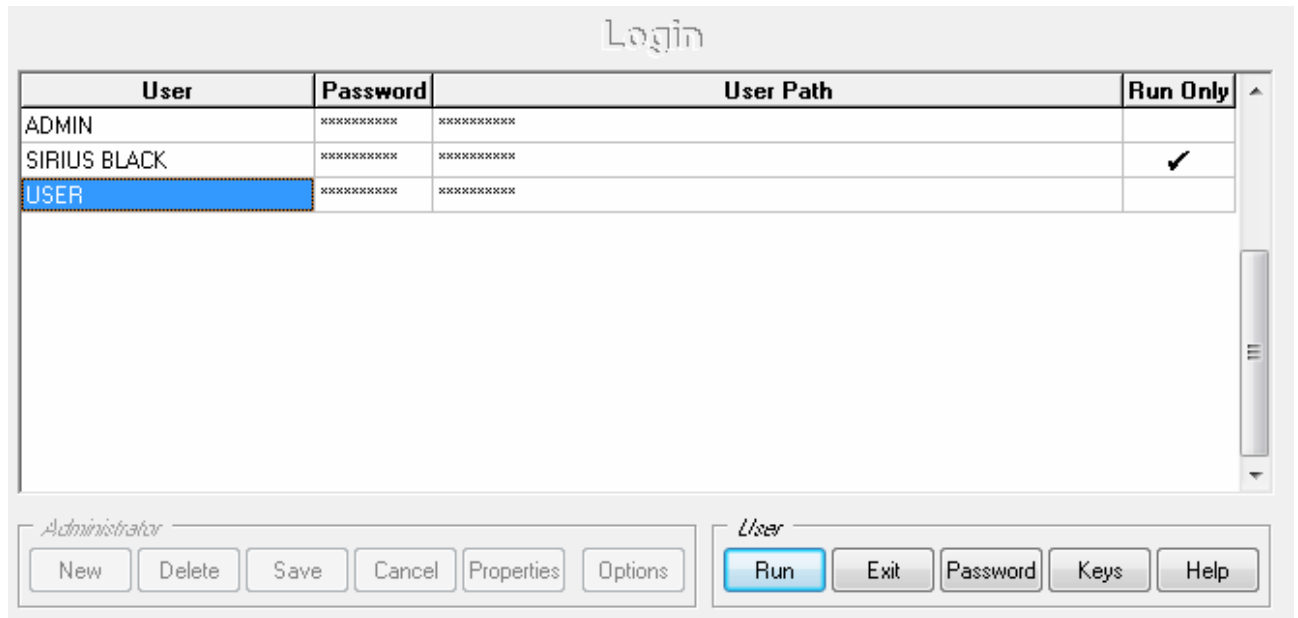 Login
User Password User Path Run Only
ADMIN ********** **********
SIRIUS BLACK ********** ********** ✓
USER ********** **********
Administrator
New Delete Save Cancel Properties Options
User
Run Exit Password Keys Help